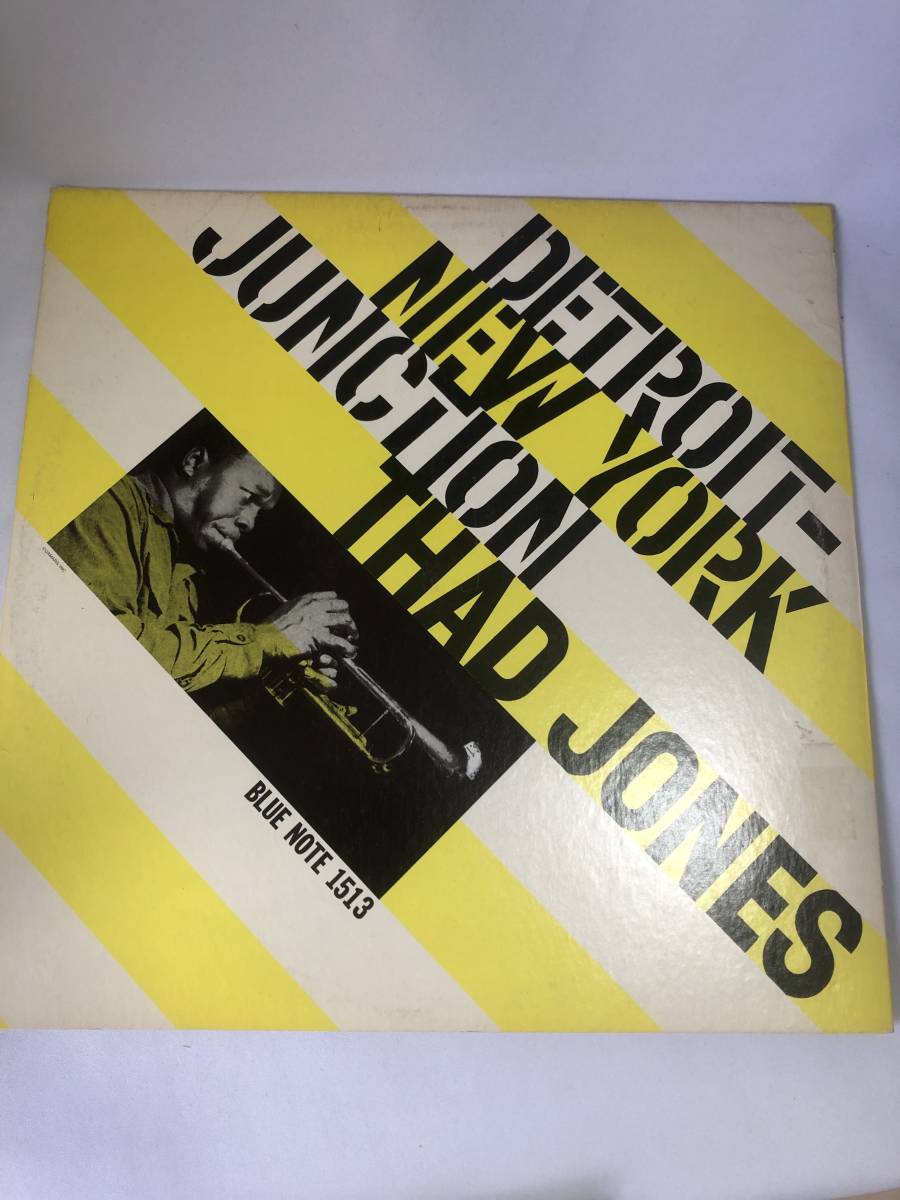 DETROIT-
NEW YORK
JUNCTION
THAD JONES
BLUE NOTE 1513